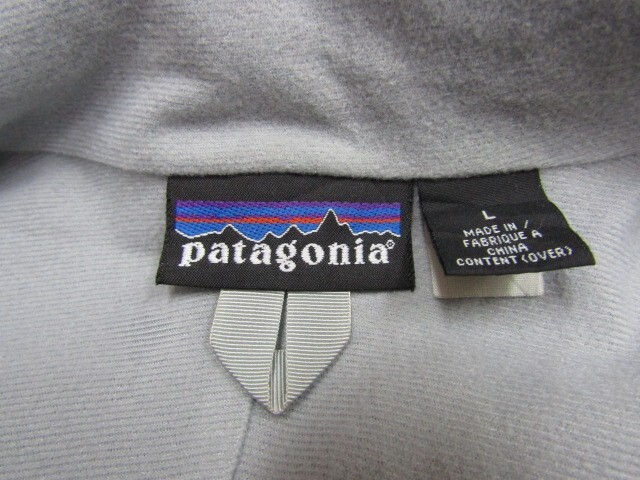 patagonia®
L
MADE IN/
FABRIQUE A
CHINA
CONTENT (OVER)